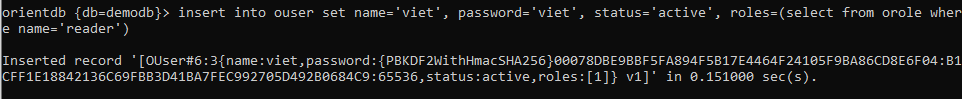 orientdb {db=demodb}> insert into ouser set name='viet', password='viet', status='active', roles=(select from orole wher
e name='reader')
Inserted record '[OUser#6:3{name:viet,password:{PBKDF2WithHmacSHA256}00078DBE9BBF5FA894F5B17E4464F24105F9BA86CD8E6F04:B1
CFF1E18842136C69FBB3D41BA7FEC992705D492B0684C9:65536,status:active,roles:[1]} v1]' in 0.151000 sec(s).